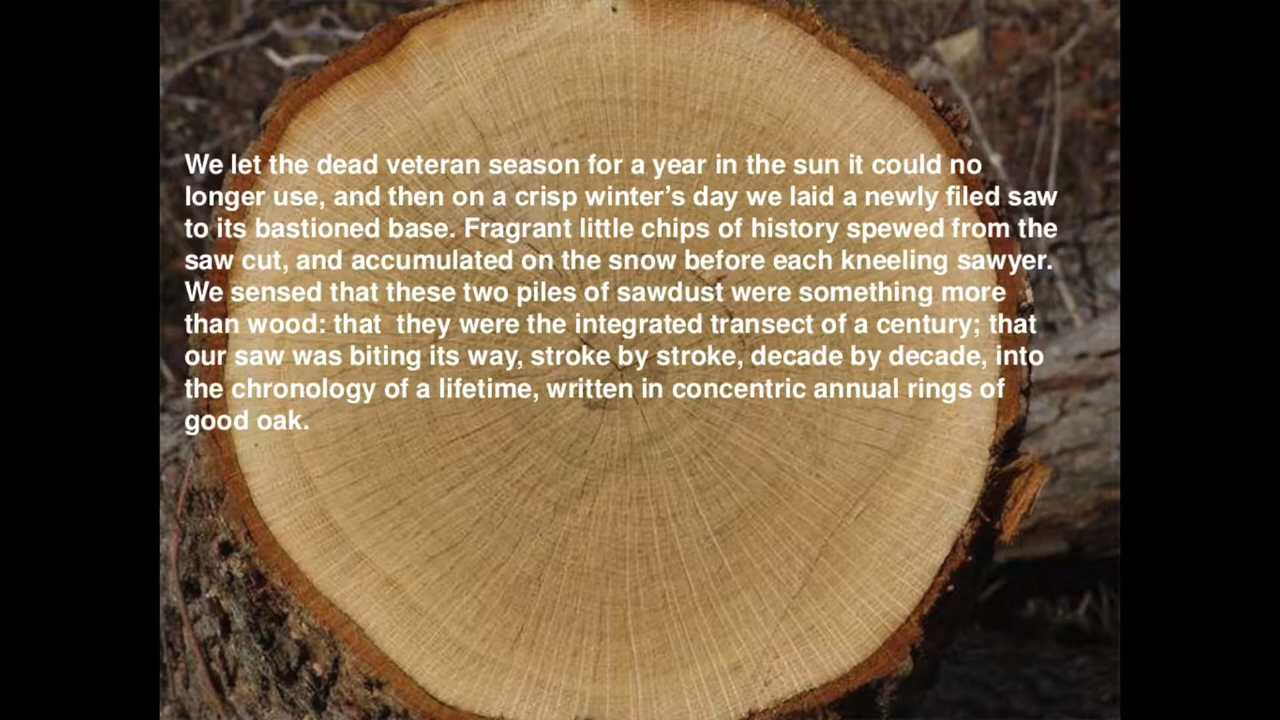 We let the dead veteran season for a year in the sun it could no
longer use, and then on a crisp winter’s day we laid a newly filed saw
to its bastioned base. Fragrant little chips of history spewed from the
saw cut, and accumulated on the snow before each kneeling sawyer.
We sensed that these two piles of sawdust were something more
than wood: that  they were the integrated transect of a century; that
our saw was biting its way, stroke by stroke, decade by decade, into
the chronology of a lifetime, written in concentric annual rings of
good oak.